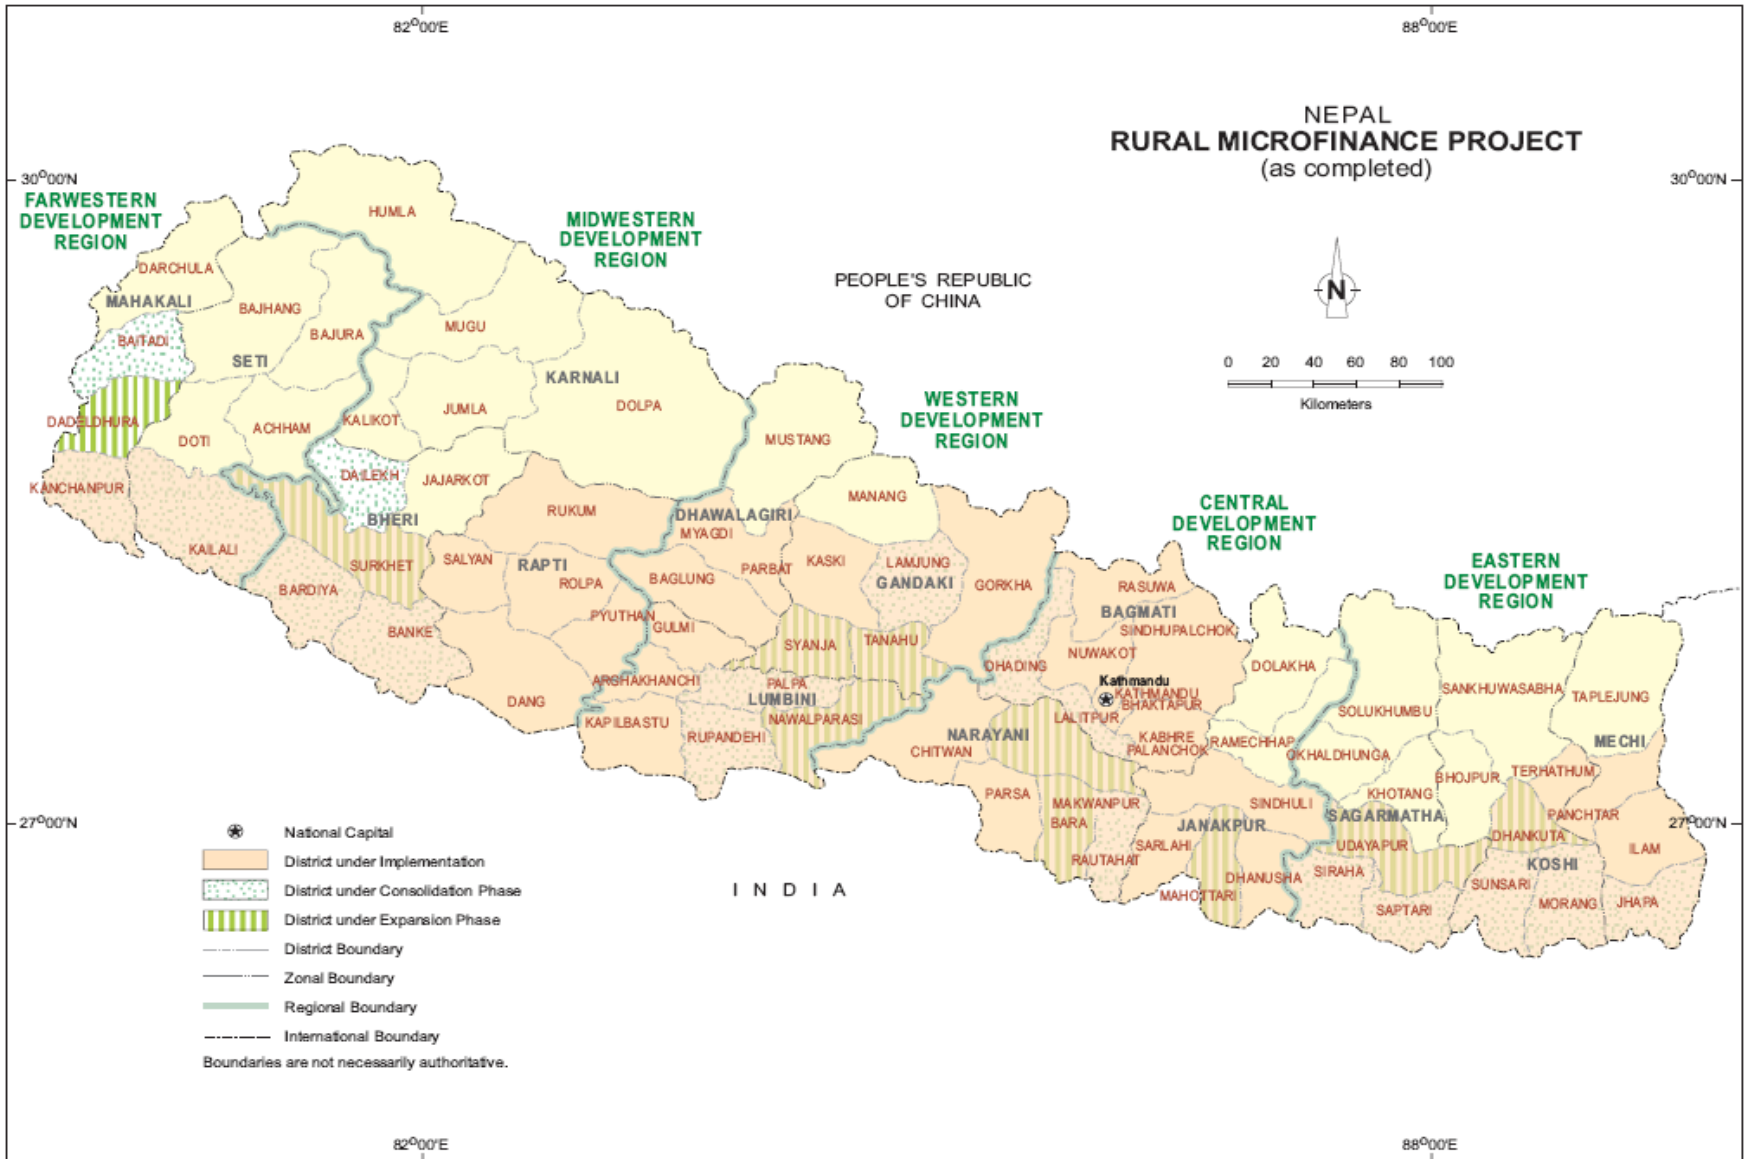 82°00'E
88°00'E
NEPAL
RURAL MICROFINANCE PROJECT
(as completed)
30°00'N
30°00'N
FARWESTERN
DEVELOPMENT
REGION
HUMLA
MIDWESTERN
DEVELOPMENT
REGION
DARCHULA
PEOPLE'S REPUBLIC
OF CHINA
MAHAKALI
BAJHANG
BAJURA
MUGU
BAITADI
SETI
KARNALI
0 20 40 60 80 100
Kilometers
N
DADELDHURA
DOTI
ACHHAM
KALIKOT
JUMLA
DOLPA
MUSTANG
WESTERN
DEVELOPMENT
REGION
KANCHANPUR
DAILEKH
JAJARKOT
MANANG
BHERI
RUKUM
DHAWALAGIRI
MYAGDI
CENTRAL
DEVELOPMENT
REGION
KAILALI
SURKHET
SALYAN
RAPTI
ROLPA
BAGLUNG
PARBAT
KASKI
LAMJUNG
GANDAKI
GORKHA
RASUWA
EASTERN
DEVELOPMENT
REGION
BARDIYA
BANKE
PYUTHAN
GULMI
SYANJA
TANAHU
BAGMATI
SINDHUPALCHOK
NUWAKOT
DHADING
DOLAKHA
DANG
ARGHAKHANCHI
PALPA
LUMBINI
Kathmandu
KATHMANDU
BHAKTAPUR
LALITPUR
SANKHUWASABHA
TAPLEJUNG
SOLUKHUMBU
KAPILBASTU
RUPANDEHI
NAWALPARASI
NARAYANI
CHITWAN
KABHRE
PALANCHOK
RAMECHHAP
OKHALDHUNGA
MECHI
BHOJPUR
TERHATHUM
KHOTANG
PARSA
MAKWANPUR
BARA
SINDHULI
JANAKPUR
SAGARMATHA
PANCHTAR
27°00'N
27°00'N
DHANKUTA
UDAYAPUR
ILAM
SARLAHI
RAUTAHAT
KOSHI
MAHOTTARI
DHANUSHA
SIRAHA
SAPTARI
SUNSARI
MORANG
JHAPA
INDIA
National Capital
District under Implementation
District under Consolidation Phase
District under Expansion Phase
District Boundary
Zonal Boundary
Regional Boundary
International Boundary
Boundaries are not necessarily authoritative.
82°00'E
88°00'E